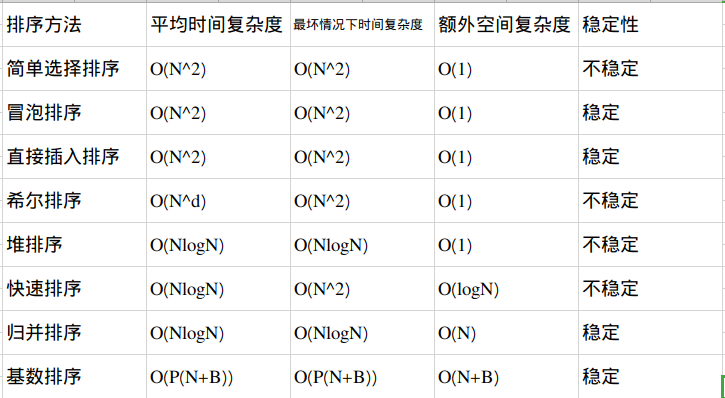 排序方法 平均时间复杂度 最坏情况下时间复杂度 额外空间复杂度 稳定性
简单选择排序 O(N^2) O(N^2) O(1) 不稳定
冒泡排序 O(N^2) O(N^2) O(1) 稳定
直接插入排序 O(N^2) O(N^2) O(1) 稳定
希尔排序 O(N^d) O(N^2) O(1) 不稳定
堆排序 O(NlogN) O(NlogN) O(1) 不稳定
快速排序 O(NlogN) O(N^2) O(logN) 不稳定
归并排序 O(NlogN) O(NlogN) O(N) 稳定
基数排序 O(P(N+B)) O(P(N+B)) O(N+B) 稳定